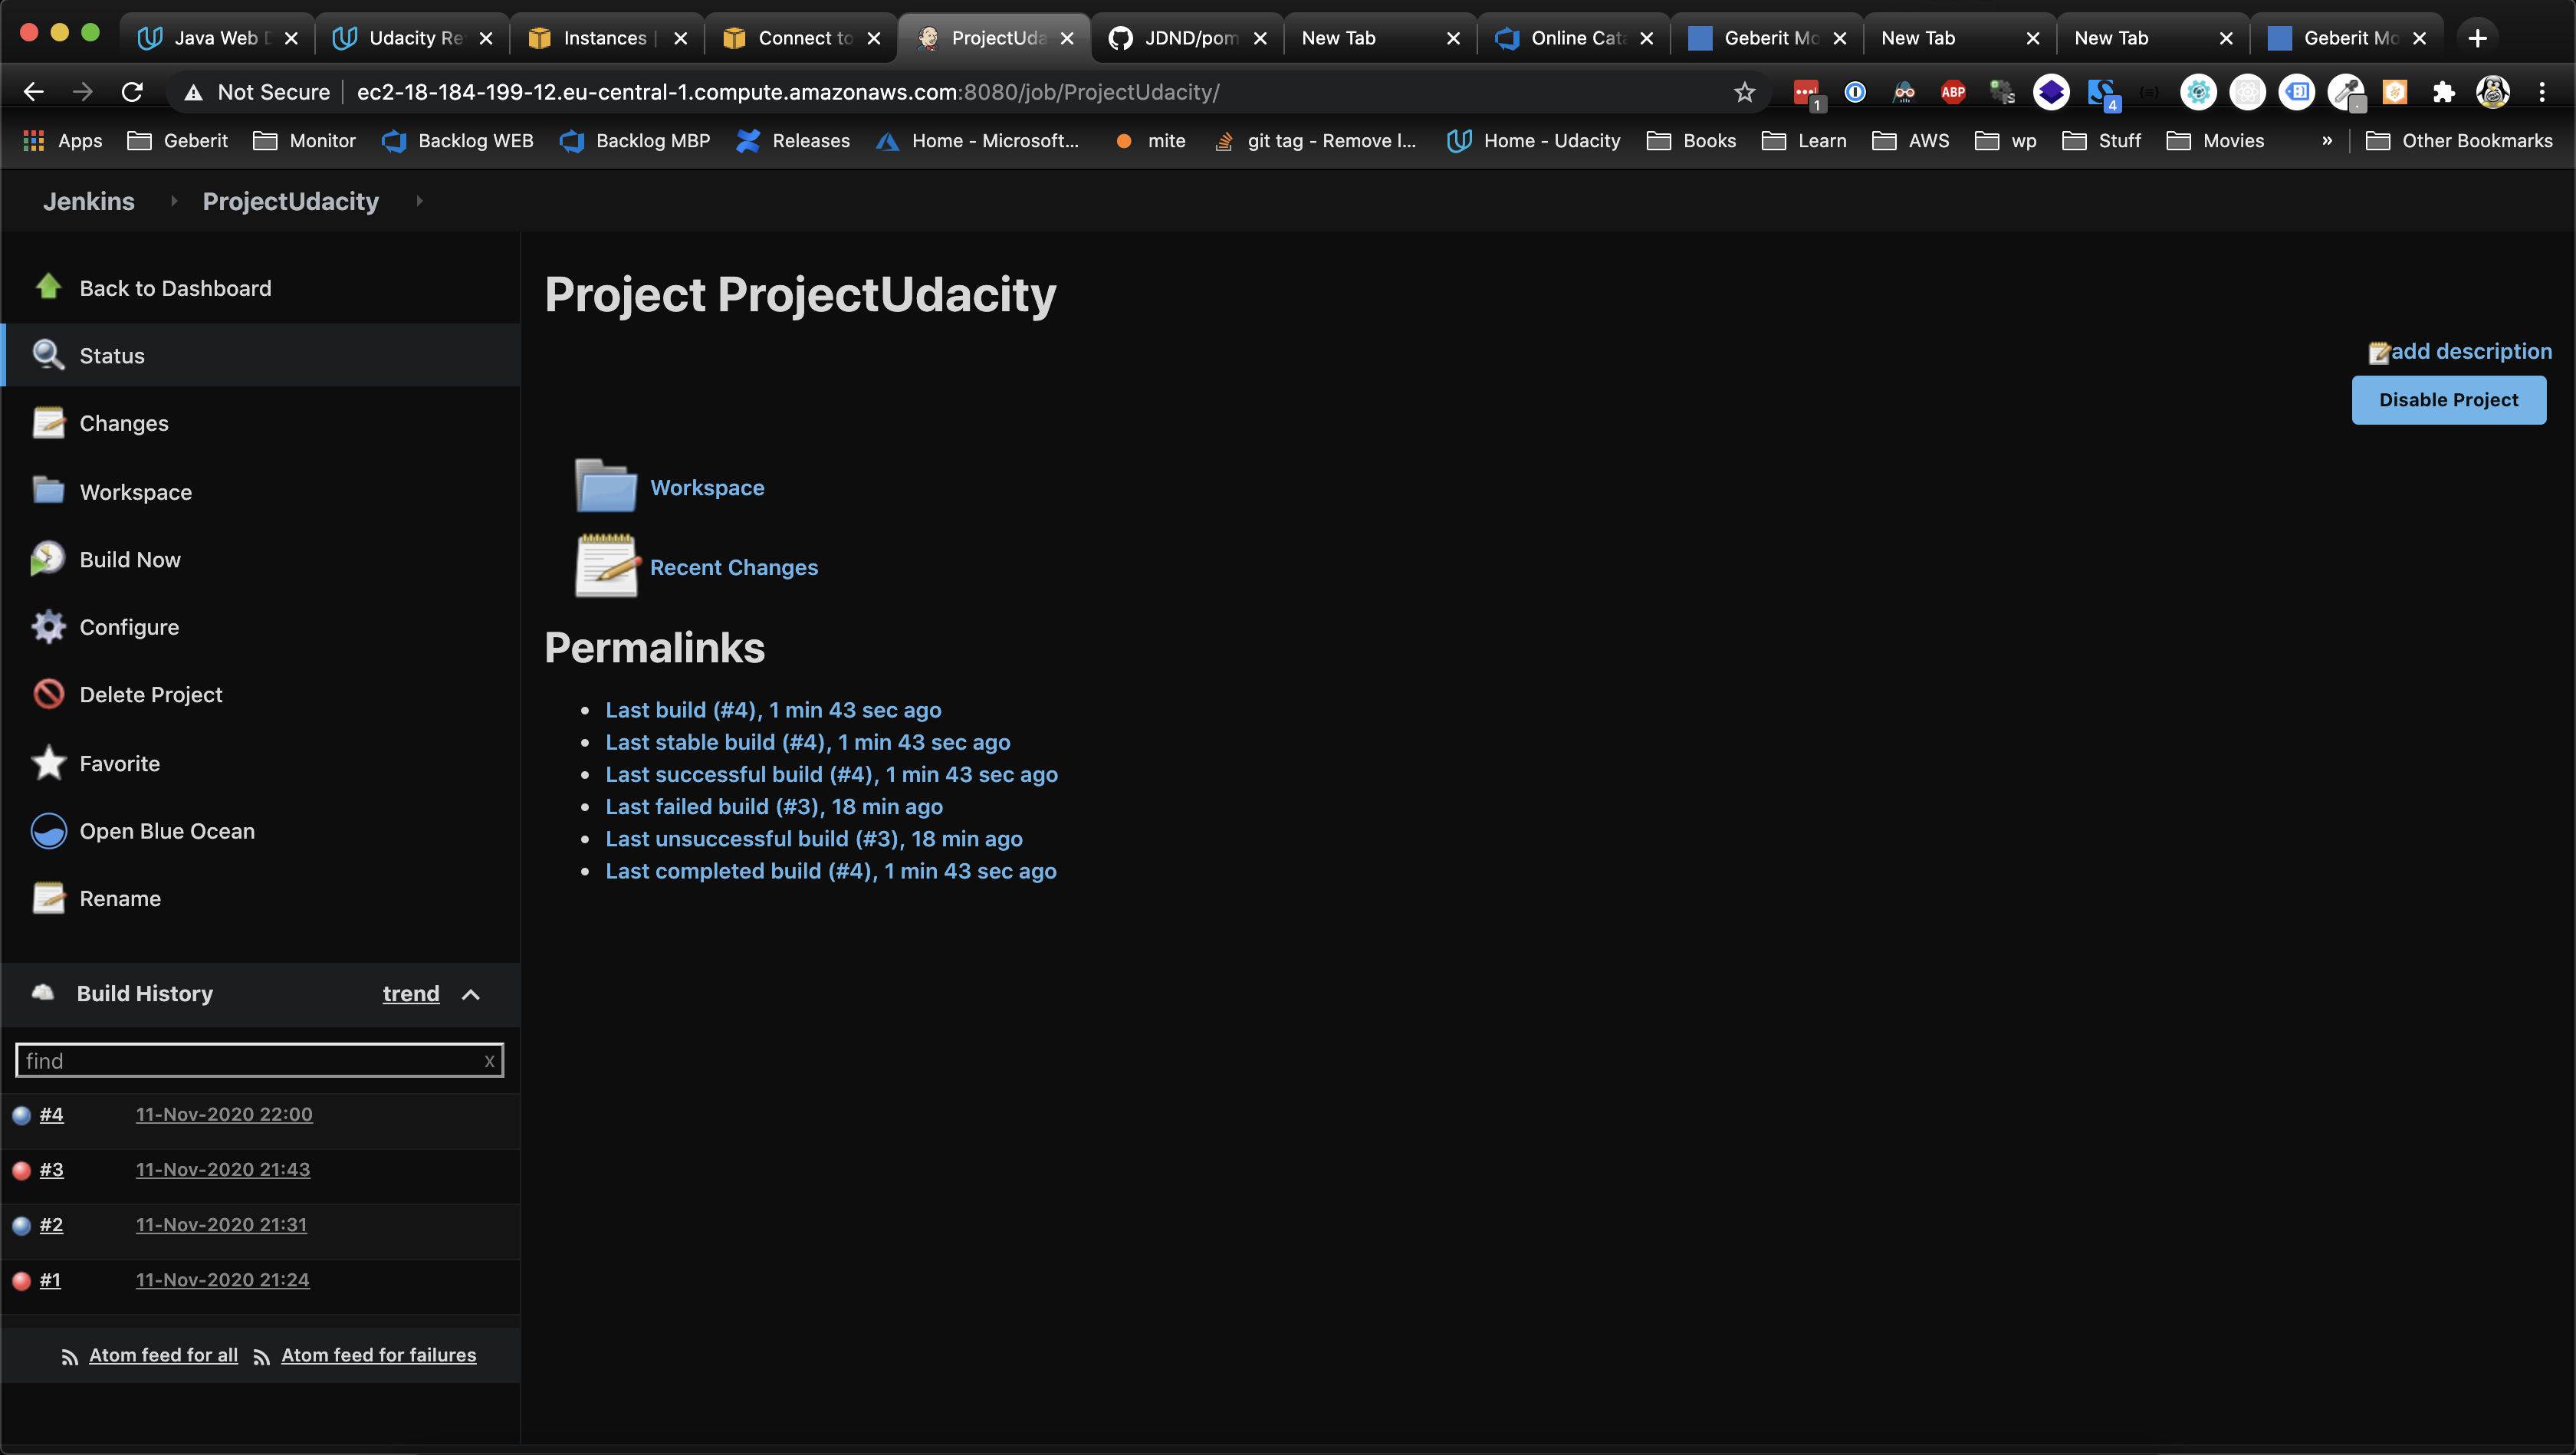 Java Web
Udacity Re
Instances |
Connect to
ProjectUda
JDND/pom
New Tab
Online Cata
Geberit Mo
New Tab
New Tab
Geberit Mo
Not Secure
ec2-18-184-199-12.eu-central-1.compute.amazonaws.com:8080/job/ProjectUdacity/
1
ABP
4
Apps
Geberit
Monitor
Backlog WEB
Backlog MBP
Releases
Home - Microsoft...
mite
git tag - Remove l...
Home - Udacity
Books
Learn
AWS
wp
Stuff
Movies
»
Other Bookmarks
Jenkins
ProjectUdacity
Back to Dashboard
Status
Changes
Workspace
Build Now
Configure
Delete Project
Favorite
Open Blue Ocean
Rename
Build History
trend
find
x
#4 11-Nov-2020 22:00
#3 11-Nov-2020 21:43
#2 11-Nov-2020 21:31
#1 11-Nov-2020 21:24
Atom feed for all
Atom feed for failures
Project ProjectUdacity
add description
Disable Project
Workspace
Recent Changes
Permalinks
Last build (#4), 1 min 43 sec ago
Last stable build (#4), 1 min 43 sec ago
Last successful build (#4), 1 min 43 sec ago
Last failed build (#3), 18 min ago
Last unsuccessful build (#3), 18 min ago
Last completed build (#4), 1 min 43 sec ago